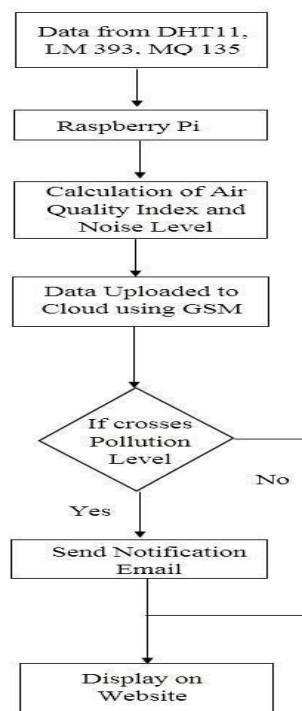 Data from DHT11,
LM 393, MQ 135
Raspberry Pi
Calculation of Air
Quality Index and
Noise Level
Data Uploaded to
Cloud using GSM
If crosses
Pollution
Level
No
Yes
Send Notification
Email
Display on
Website